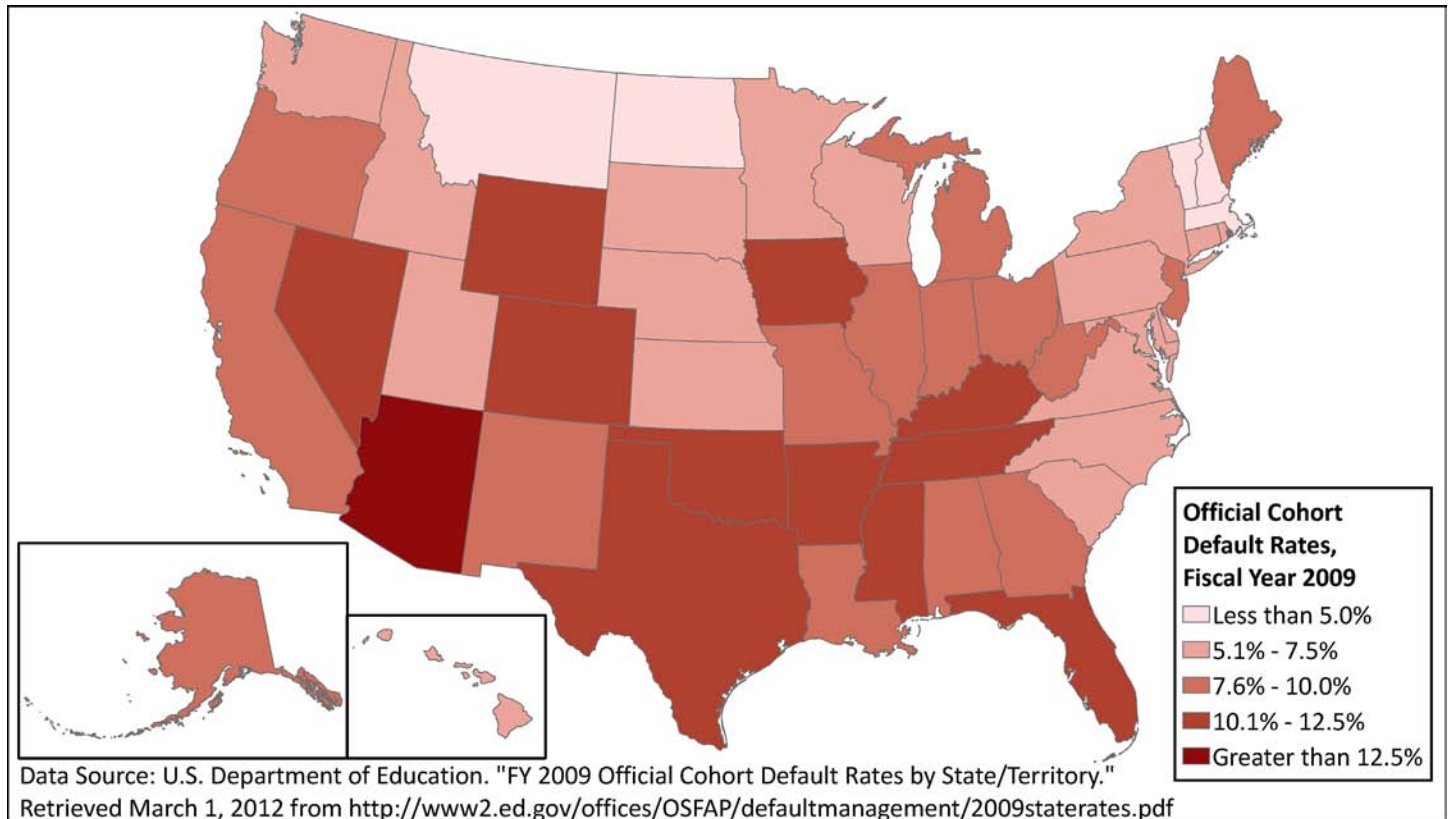 Official Cohort
Default Rates,
Fiscal Year 2009
Less than 5.0%
5.1% - 7.5%
7.6% - 10.0%
10.1% - 12.5%
Greater than 12.5%
Data Source: U.S. Department of Education. "FY 2009 Official Cohort Default Rates by State/Territory."
Retrieved March 1, 2012 from http://www2.ed.gov/offices/OSFAP/defaultmanagement/2009staterates.pdf